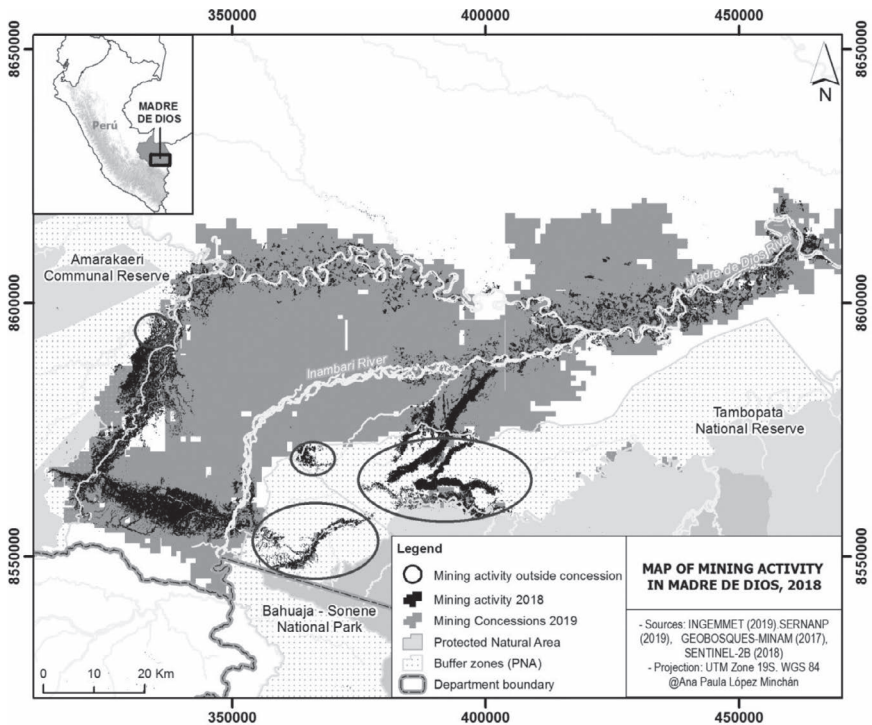 350000
400000
450000
8650000
8650000
MADRE
DE DIOS
Perú
N
Amarakaeri
Communal Reserve
Madre de Dios River
8600000
8600000
Inambari River
Tambopata
National Reserve
8550000
8550000
Bahuaja - Sonene
National Park
Legend
Mining activity outside concession
Mining activity 2018
Mining Concessions 2019
Protected Natural Area
Buffer zones (PNA)
Department boundary
MAP OF MINING ACTIVITY
IN MADRE DE DIOS, 2018
- Sources: INGEMMET (2019).SERNANP
(2019), GEOBOSQUES-MINAM (2017),
SENTINEL-2B (2018)
- Projection: UTM Zone 19S. WGS 84
@Ana Paula López Minchán
0 10 20 Km
350000
400000
450000